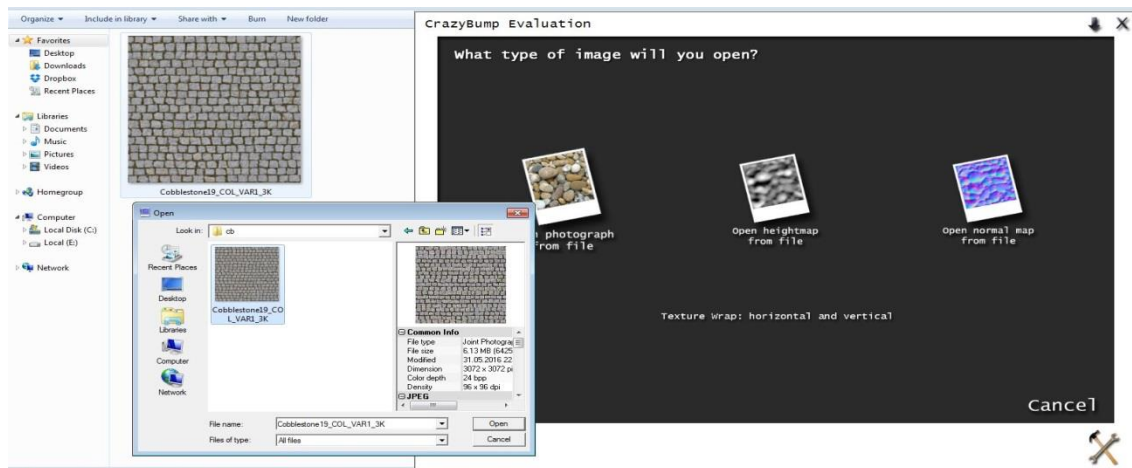 Organize Include in library Share with Burn New folder
Favorites
Desktop
Downloads
Dropbox
Recent Places
Libraries
Documents
Music
Pictures
Videos
Homegroup
Computer
Local Disk (C:)
Local (E:)
Network
Cobblestone19_COL_VAR1_3K
Open
Look in: cb
Recent Places
Desktop
Libraries
Computer
Network
Cobblestone19_CO
L_VAR1_3K
Common Info
File type Joint Photogra
File size 6.13 MB (6425
Modified 31.05.2016 22
Dimension 3072 x 3072 pi
Color depth 24 bpp
Density 96 x 96 dpi
JPEG
File name: Cobblestone19_COL_VAR1_3K Open
Files of type: All files Cancel
CrazyBump Evaluation
What type of image will you open?
photograph
from file
Open heightmap
from file
Open normal map
from file
Texture Wrap: horizontal and vertical
Cancel